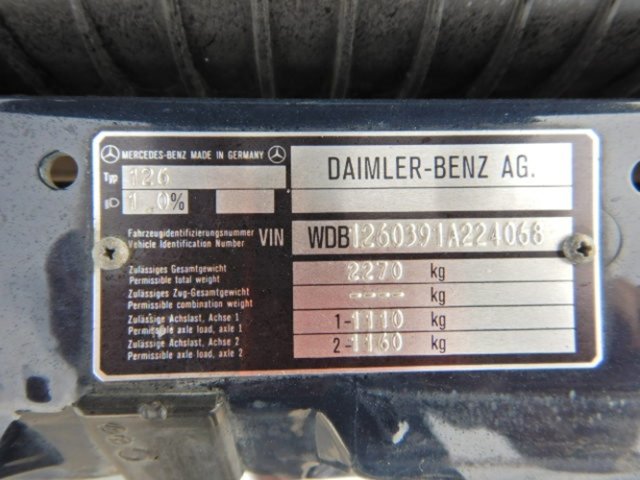 MERCEDES-BENZ MADE IN GERMANY
Typ 126
1.0%
DAIMLER-BENZ AG.
Fahrzeugidentifizierungsnummer
Vehicle Identification Number
VIN WDB1260391A224068
Zulässiges Gesamtgewicht
Permissible total weight
2270 kg
Zulässiges Zug-Gesamtgewicht
Permissible combination weight
---- kg
Zulässige Achslast, Achse 1
Permissible axle load, axle 1
1-1110 kg
Zulässige Achslast, Achse 2
Permissible axle load, axle 2
2-1160 kg